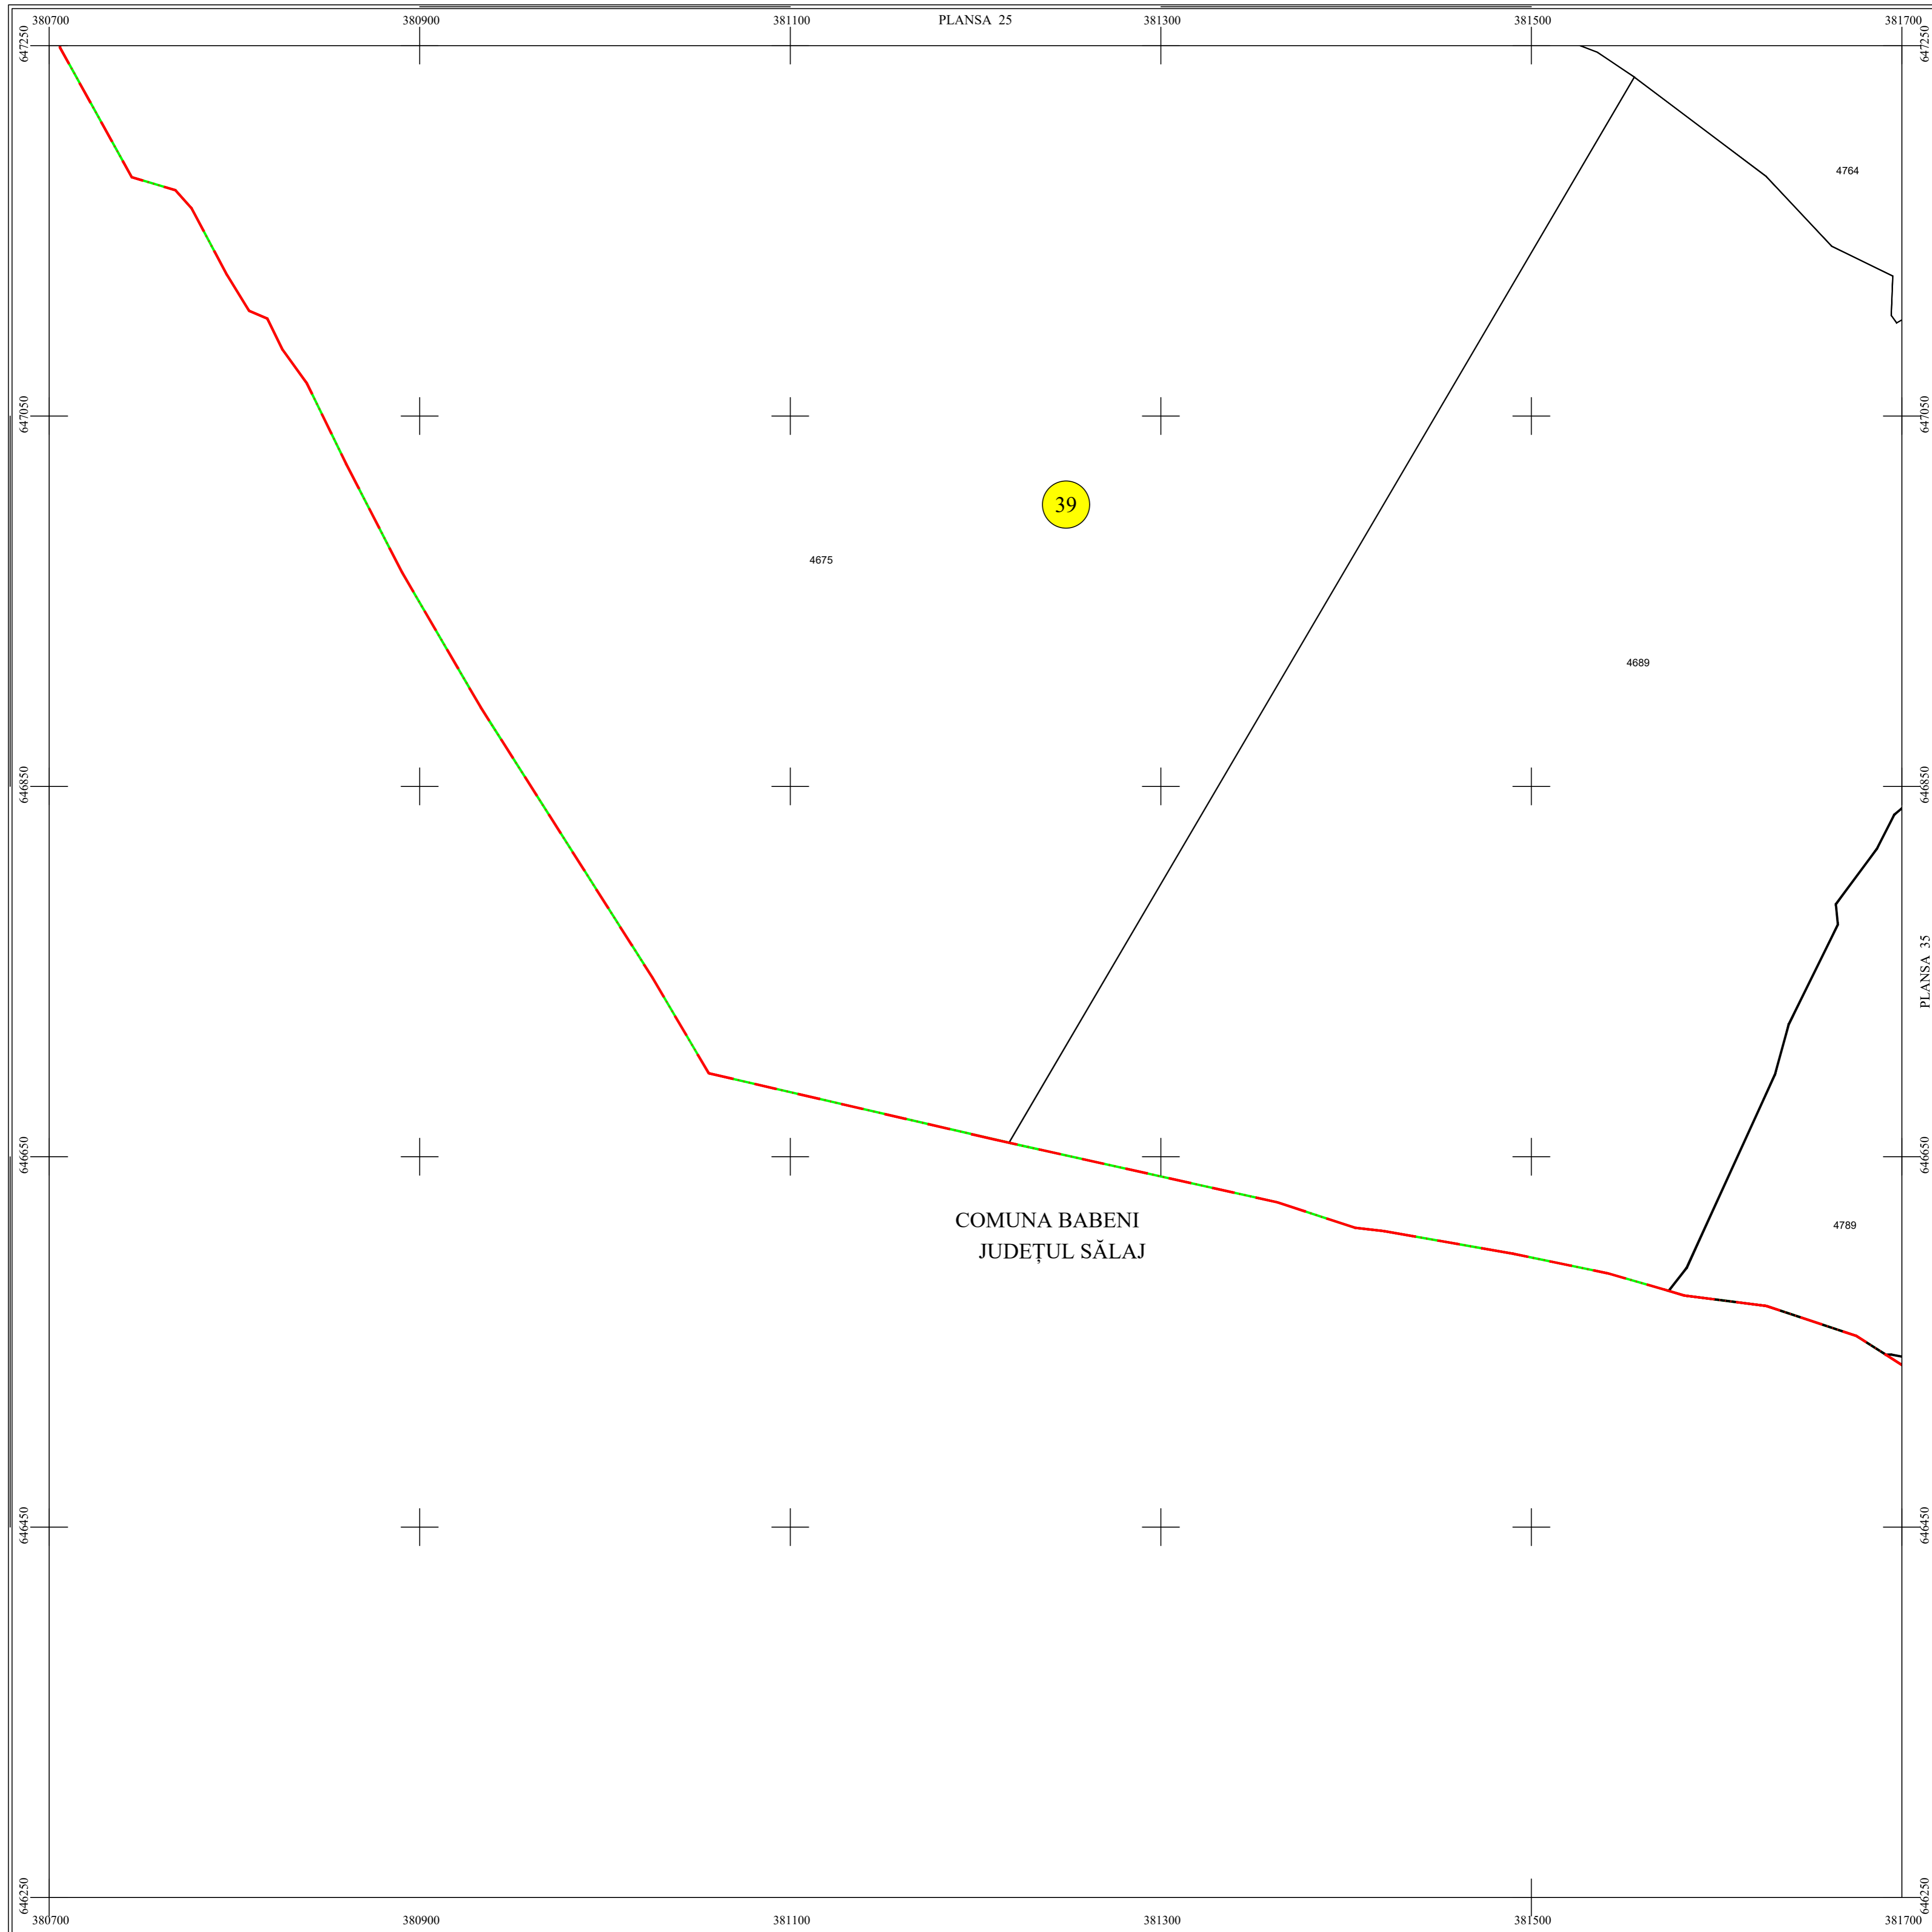 380700 380900 381100 PLANSA 25 381300 381500 381700
647250 647250
4764
647050 647050
39
4675
4689
646850 646850
PLANSA 35
646650 646650
COMUNA BABENI
JUDEȚUL SĂLAJ
4789
646450 646450
646250 646250
380700 380900 381100 381300 381500 381700